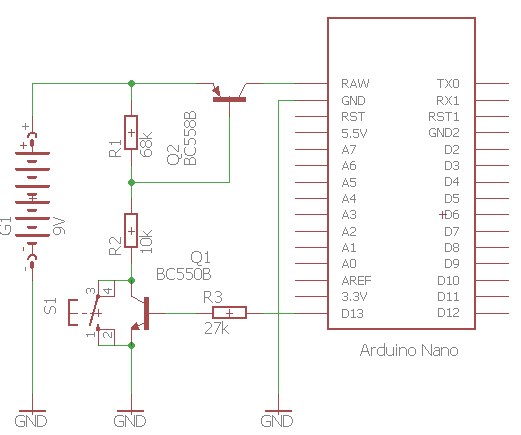 RAW
GND
RST
5.5V
A7
A6
A5
A4
A3
A2
A1
A0
AREF
3.3V
D13
TX0
RX1
RST1
GND2
D2
D3
D4
D5
D6
D7
D8
D9
D10
D11
D12
Arduino Nano
G1
9V
+
+
-
-
R1
68k
Q2
BC558B
R2
10k
Q1
BC550B
S1
3
4
1
2
R3
27k
GND
GND
GND